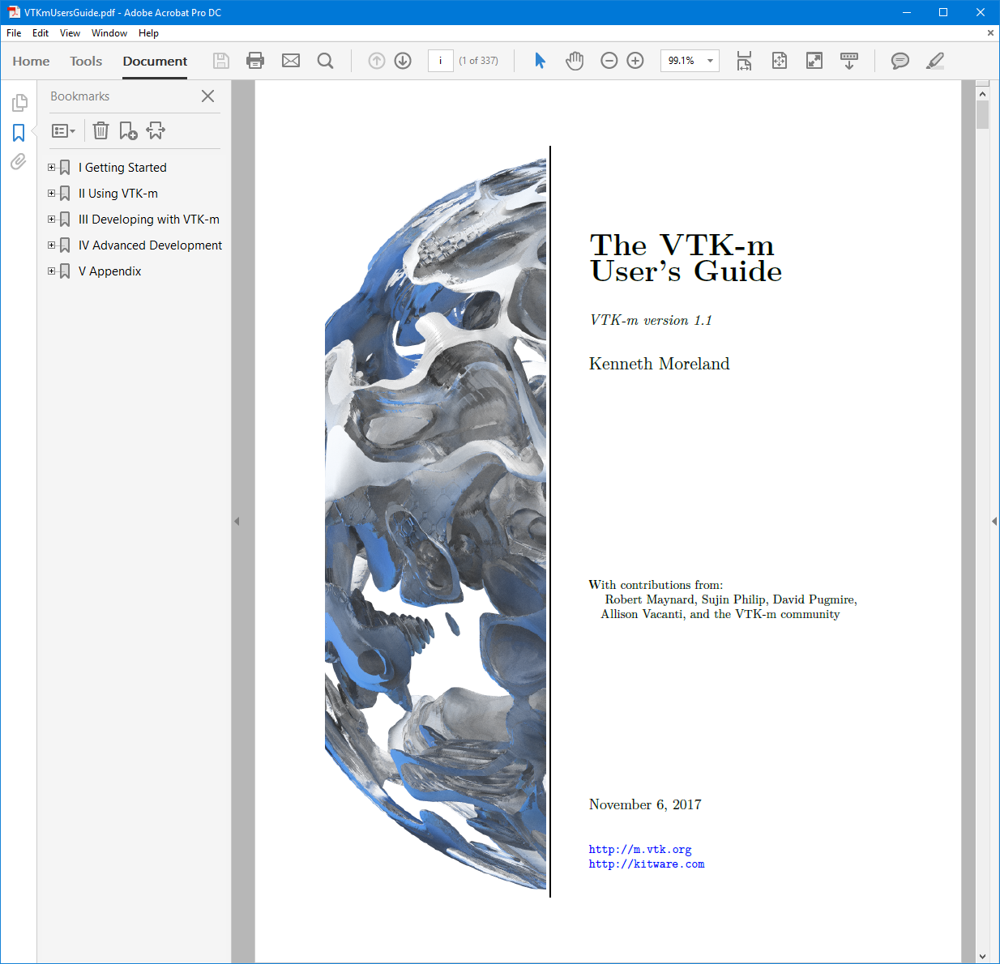 VTKmUsersGuide.pdf - Adobe Acrobat Pro DC
File Edit View Window Help
Home Tools Document i (1 of 337) 99.1%
Bookmarks
I Getting Started
II Using VTK-m
III Developing with VTK-m
IV Advanced Development
V Appendix
The VTK-m
User's Guide
VTK-m version 1.1
Kenneth Moreland
With contributions from:
Robert Maynard, Sujin Philip, David Pugmire,
Allison Vacanti, and the VTK-m community
November 6, 2017
http://m.vtk.org
http://kitware.com